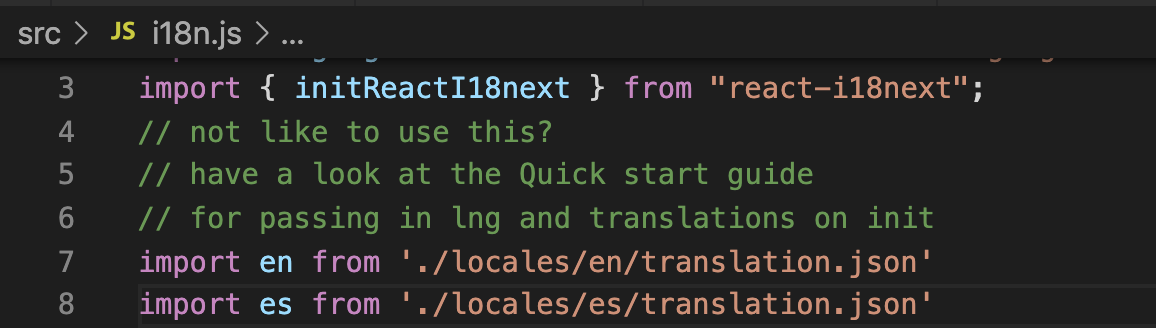 src > JS i18n.js > ...
3 import { initReactI18next } from "react-i18next";
4 // not like to use this?
5 // have a look at the Quick start guide
6 // for passing in lng and translations on init
7 import en from './locales/en/translation.json'
8 import es from './locales/es/translation.json'